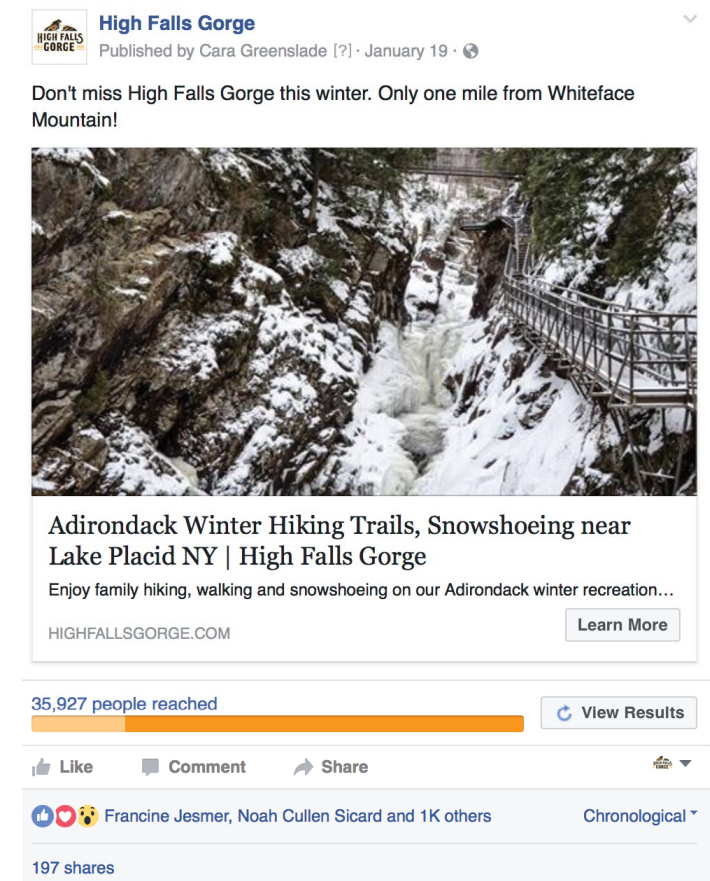 HIGH FALLS
GORGE
High Falls Gorge
Published by Cara Greenslade [?] · January 19 ·
Don't miss High Falls Gorge this winter. Only one mile from Whiteface
Mountain!
Adirondack Winter Hiking Trails, Snowshoeing near
Lake Placid NY | High Falls Gorge
Enjoy family hiking, walking and snowshoeing on our Adirondack winter recreation...
HIGHFALLSGORGE.COM
Learn More
35,927 people reached
View Results
Like Comment Share
HIGH FALLS
GORGE
Francine Jesmer, Noah Cullen Sicard and 1K others
Chronological
197 shares